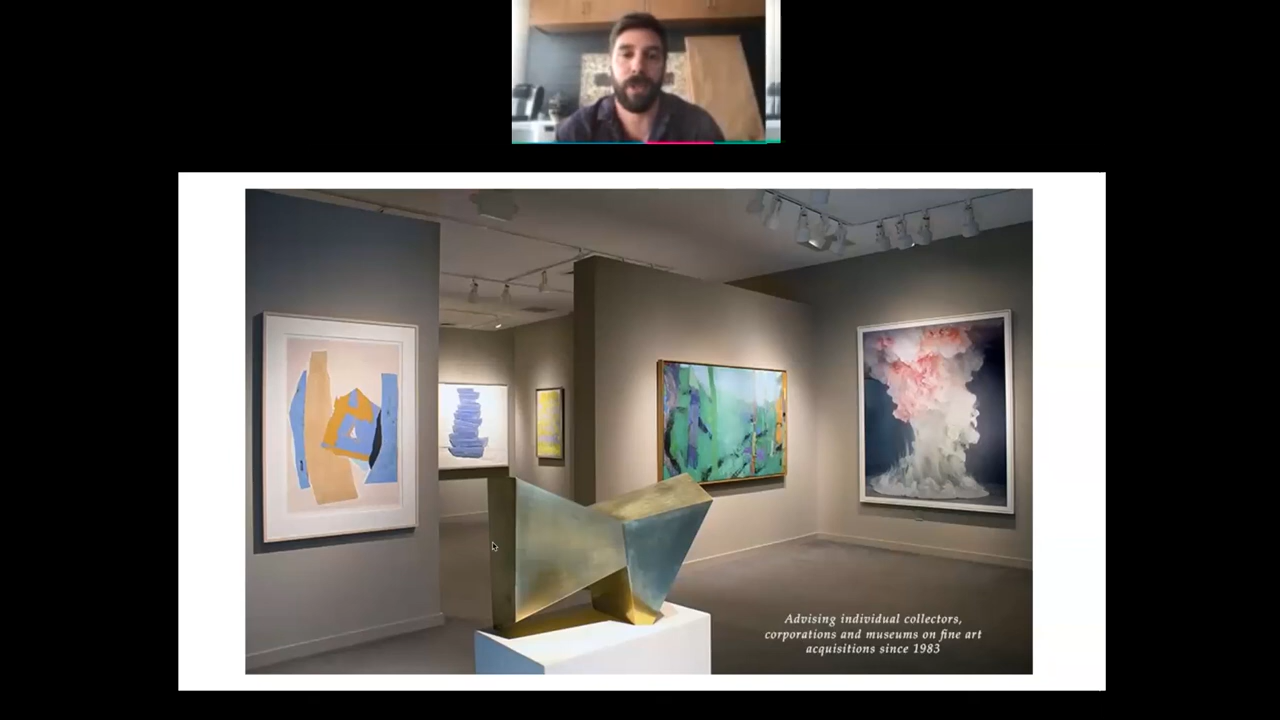 Advising individual collectors,
corporations and museums on fine art
acquisitions since 1983